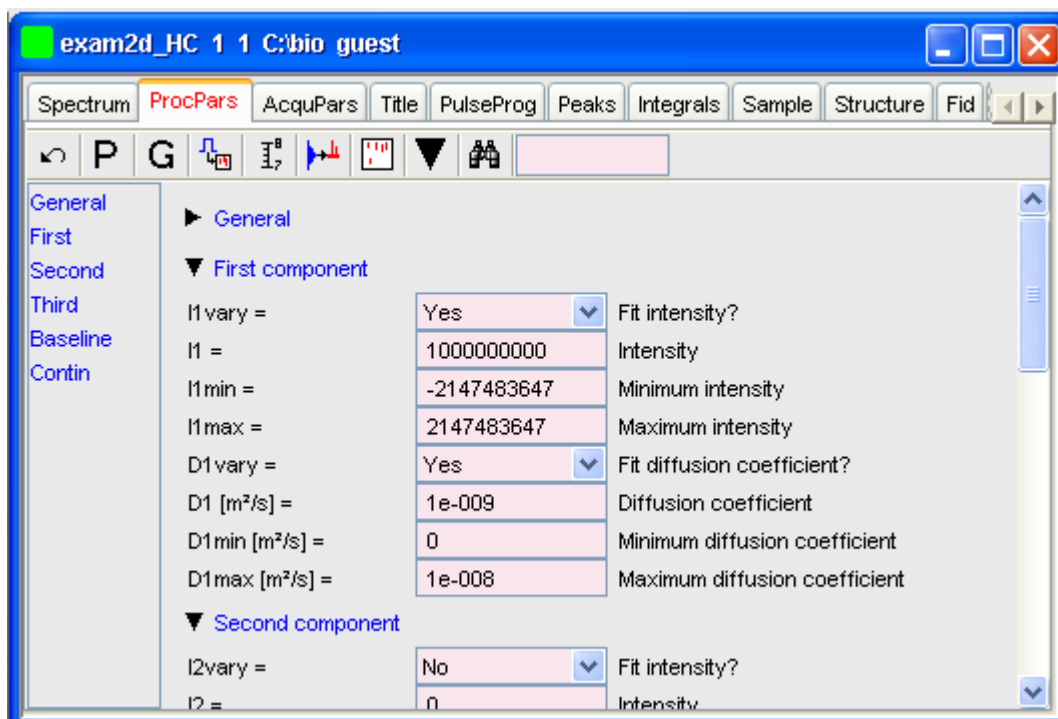 exam2d_HC 1 1 C:\bio guest
Spectrum ProcPars AcquPars Title PulseProg Peaks Integrals Sample Structure Fid
P G
General
First
Second
Third
Baseline
Contin
General
First component
I1vary = Yes Fit intensity?
I1 = 1000000000 Intensity
I1min = -2147483647 Minimum intensity
I1max = 2147483647 Maximum intensity
D1vary = Yes Fit diffusion coefficient?
D1 [m²/s] = 1e-009 Diffusion coefficient
D1min [m²/s] = 0 Minimum diffusion coefficient
D1max [m²/s] = 1e-008 Maximum diffusion coefficient
Second component
I2vary = No Fit intensity?
I2 = 0 Intensity